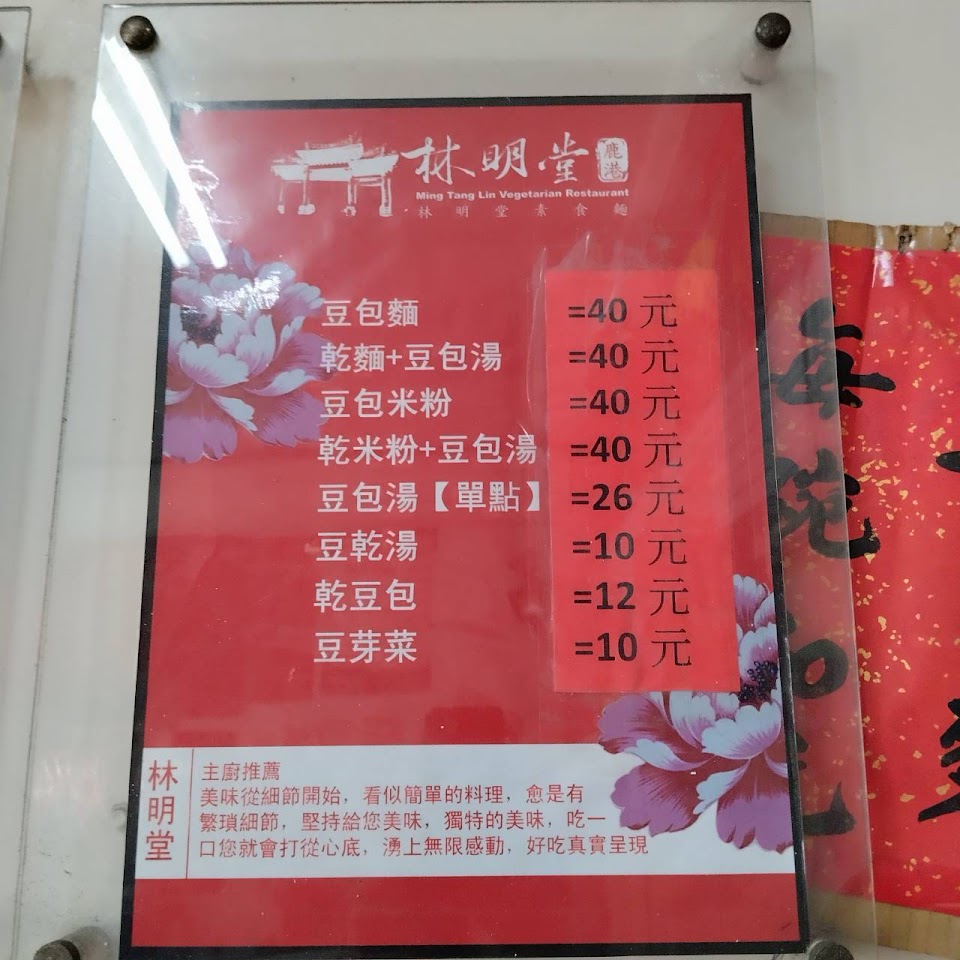 林明堂 鹿港
Ming Tang Lin Vegetarian Restaurant
林明堂素食麵
豆包麵 =40 元
乾麵+豆包湯 =40 元
豆包米粉 =40 元
乾米粉+豆包湯 =40 元
豆包湯【單點】 =26 元
豆乾湯 =10 元
乾豆包 =12 元
豆芽菜 =10 元
林明堂
主廚推薦
美味從細節開始，看似簡單的料理，愈是有
繁瑣細節，堅持給您美味，獨特的美味，吃一
口您就會打從心底，湧上無限感動，好吃真實呈現
每碗